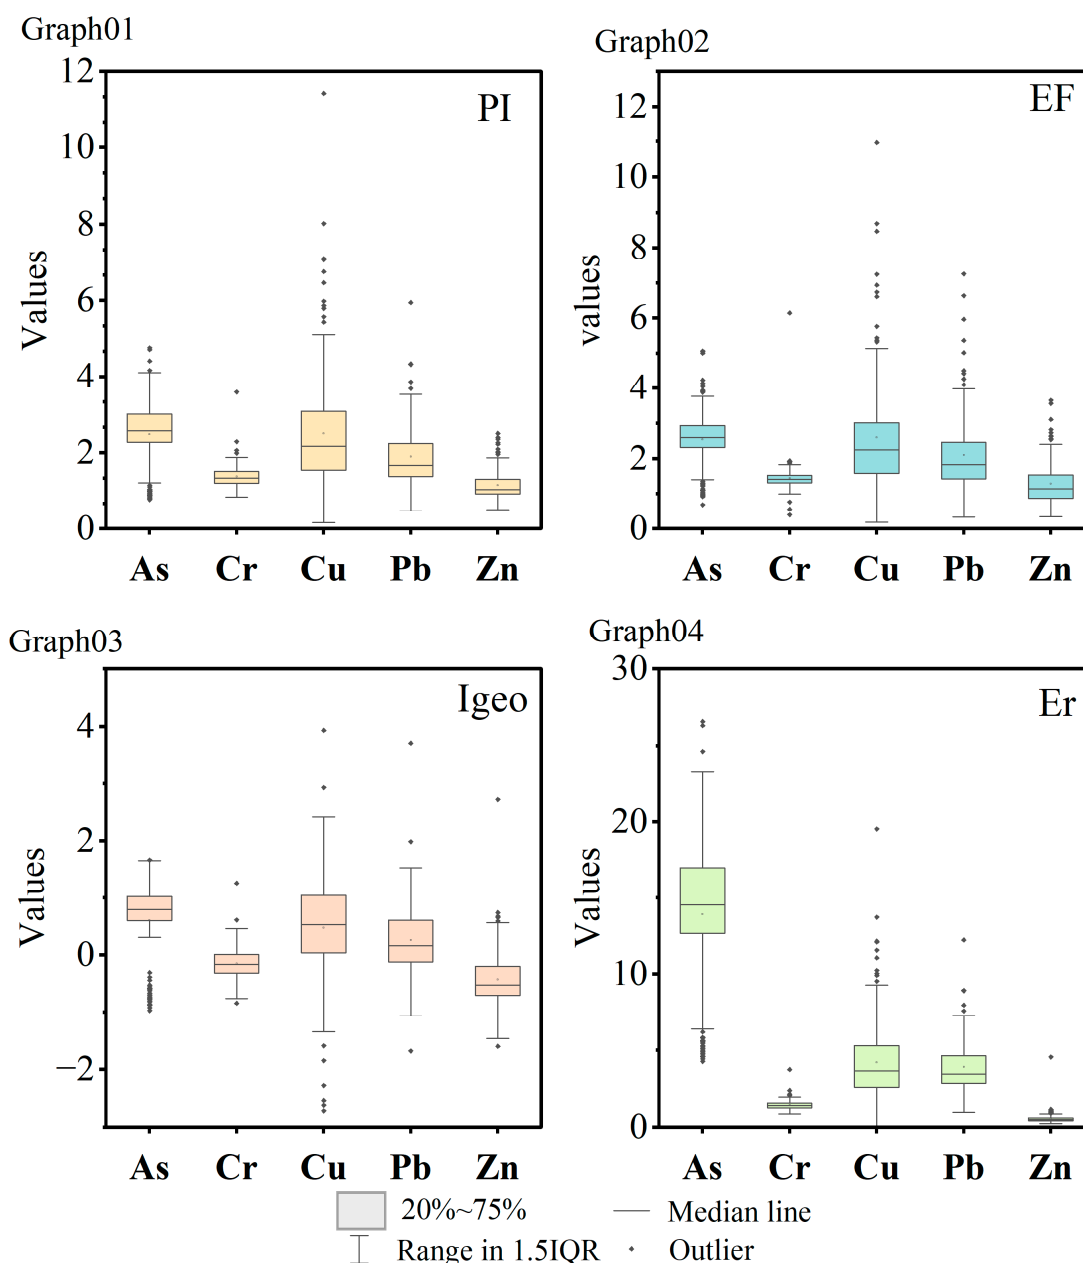 Graph01
Graph02
PI
EF
Values
values
12
10
8
6
4
2
0
12
10
8
6
4
2
0
As Cr Cu Pb Zn
As Cr Cu Pb Zn
Graph03
Graph04
Igeo
Er
Values
Values
4
2
0
−2
30
20
10
0
As Cr Cu Pb Zn
As Cr Cu Pb Zn
20%~75%
Median line
Range in 1.5IQR
Outlier